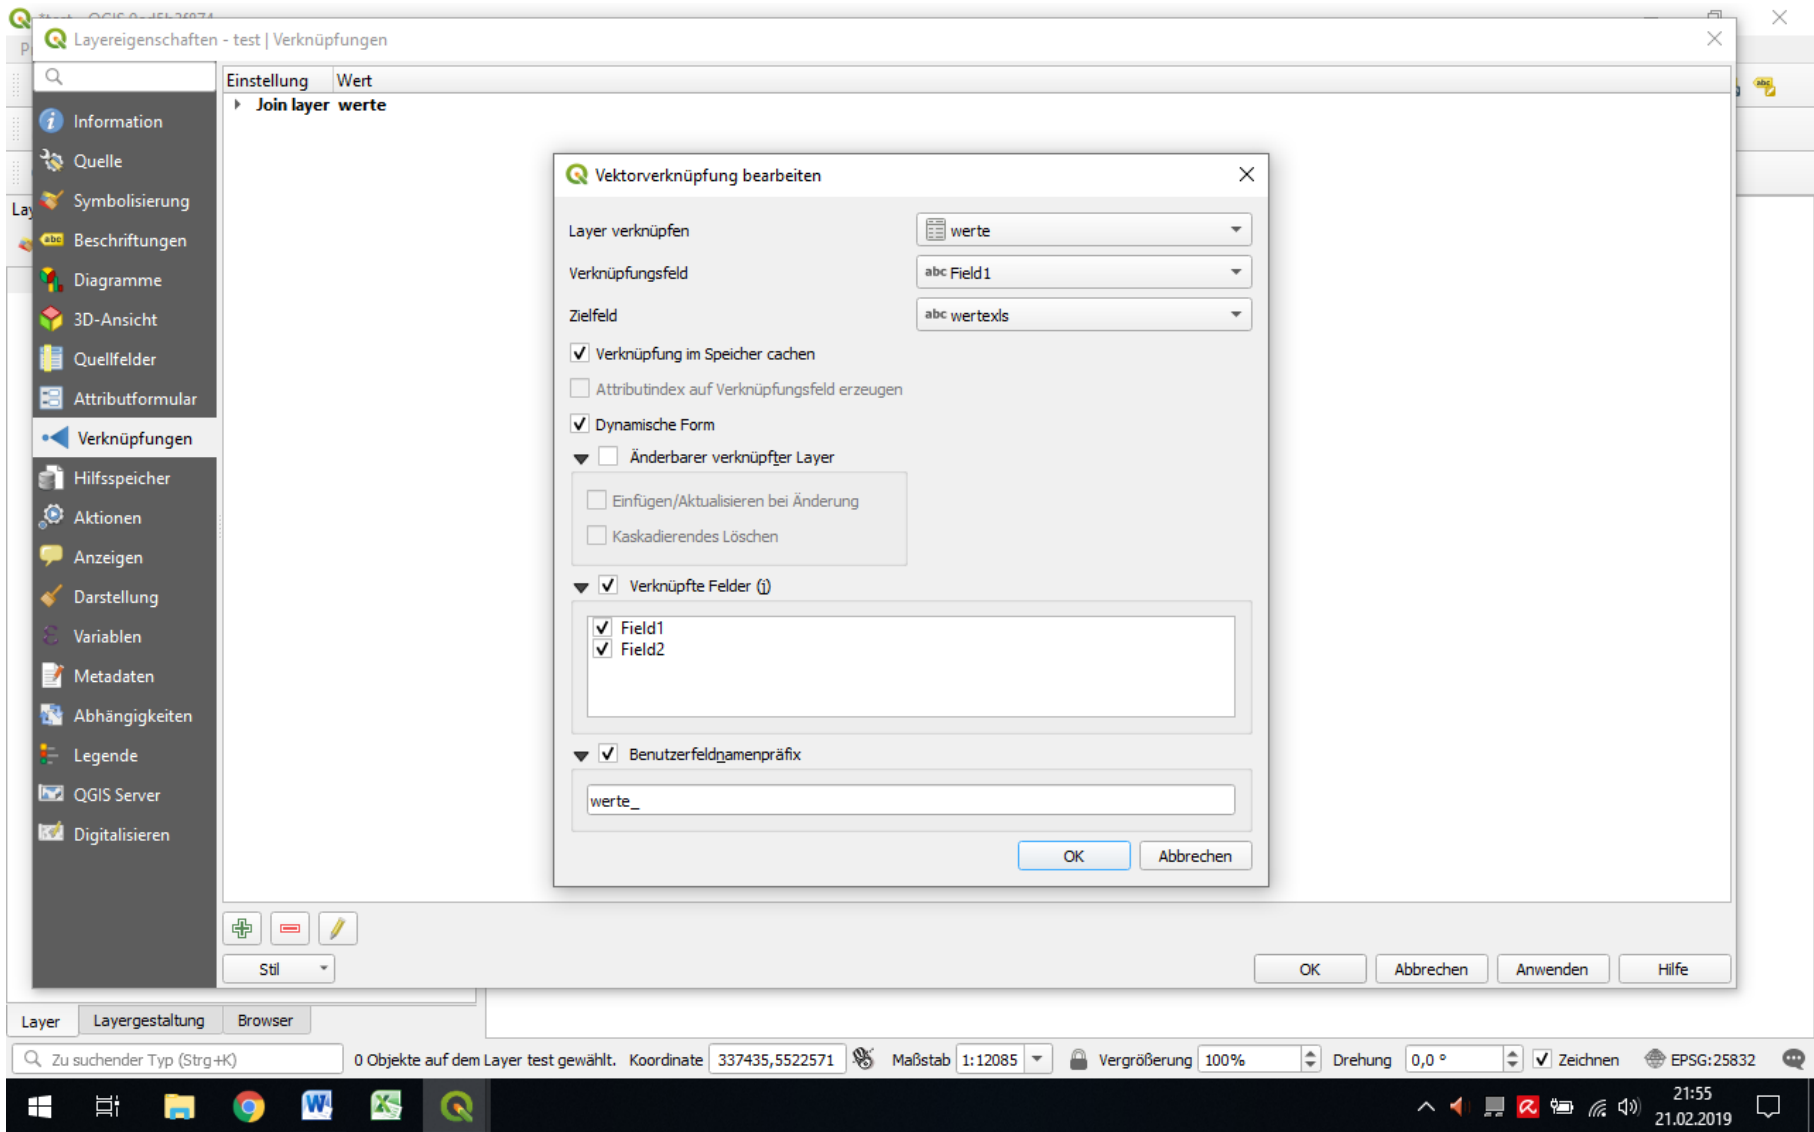 Layereigenschaften - test | Verknüpfungen
Einstellung
Wert
Join layer werte
Information
Quelle
Symbolisierung
Beschriftungen
Diagramme
3D-Ansicht
Quellfelder
Attributformular
Verknüpfungen
Hilfsspeicher
Aktionen
Anzeigen
Darstellung
Variablen
Metadaten
Abhängigkeiten
Legende
QGIS Server
Digitalisieren
Vektorverknüpfung bearbeiten
Layer verknüpfen
werte
Verknüpfungsfeld
abc Field1
Zielfeld
abc wertexls
Verknüpfung im Speicher cachen
Attributindex auf Verknüpfungsfeld erzeugen
Dynamische Form
Änderbarer verknüpfter Layer
Einfügen/Aktualisieren bei Änderung
Kaskadierendes Löschen
Verknüpfte Felder (j)
Field1
Field2
Benutzerfeldnamenpräfix
werte_
OK
Abbrechen
Stil
OK
Abbrechen
Anwenden
Hilfe
Layer
Layergestaltung
Browser
Zu suchender Typ (Strg+K)
0 Objekte auf dem Layer test gewählt.
Koordinate
337435,5522571
Maßstab
1:12085
Vergrößerung
100%
Drehung
0,0 °
Zeichnen
EPSG:25832
21:55
21.02.2019